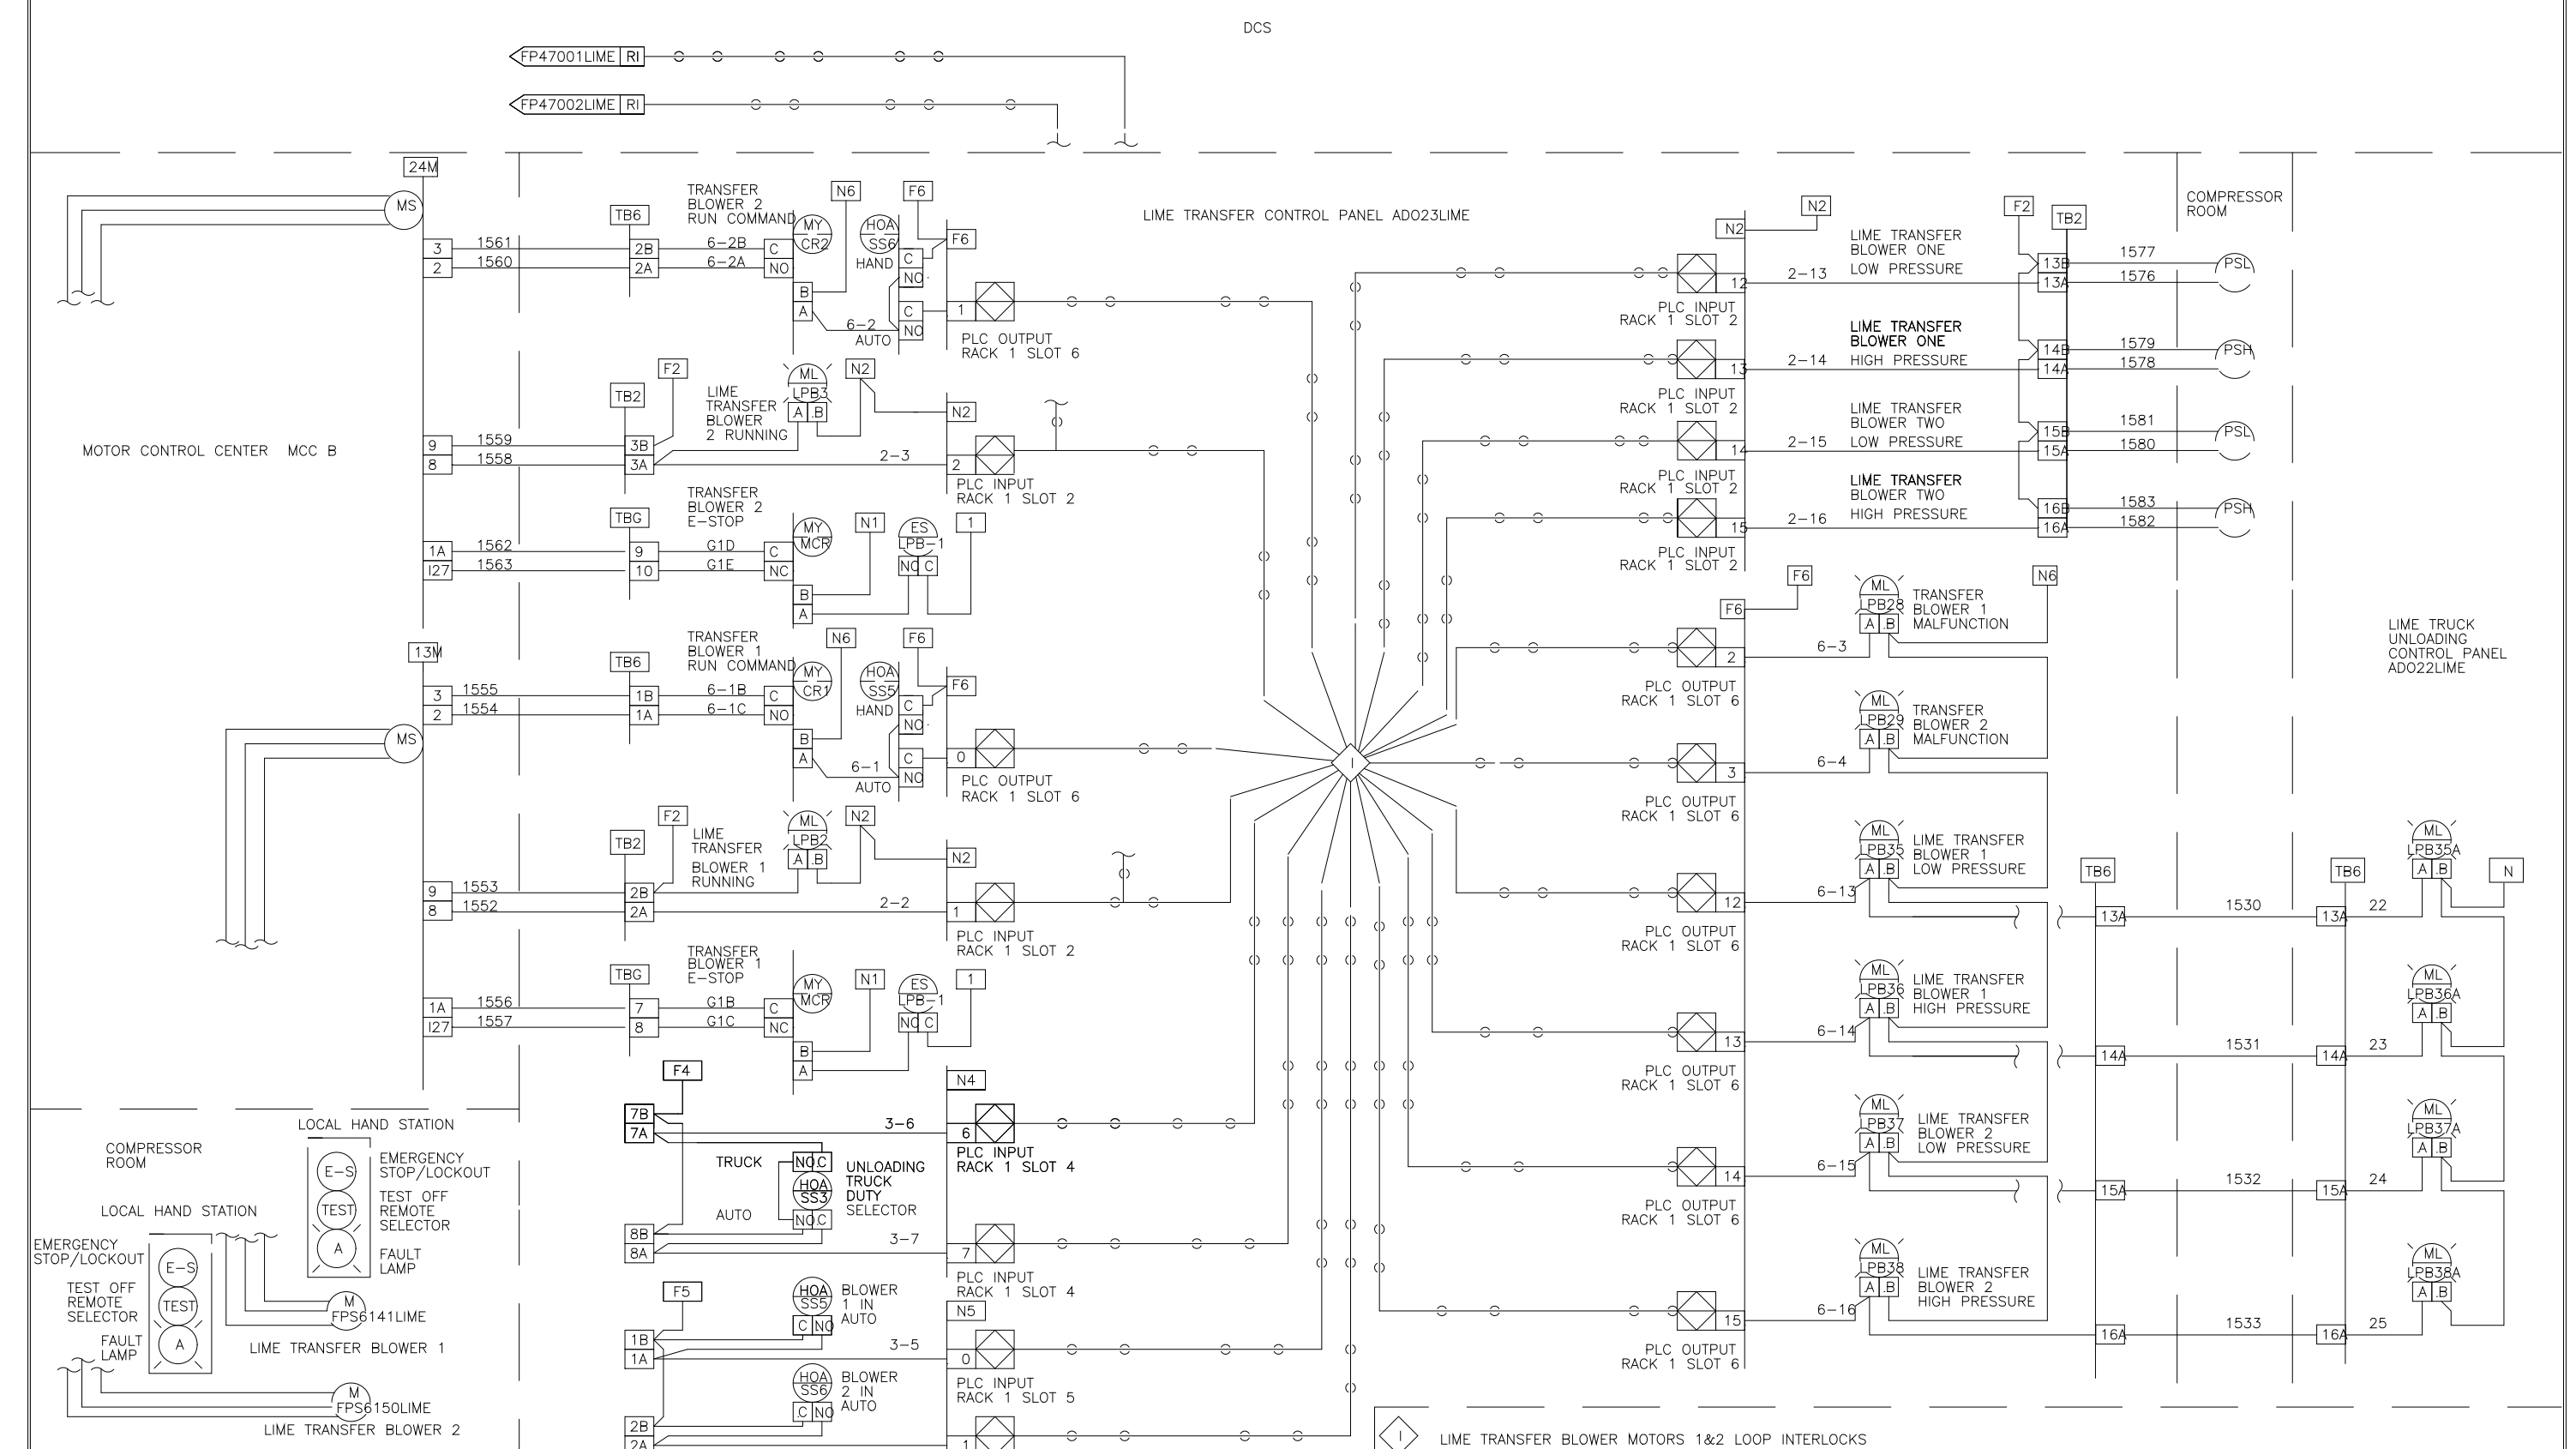 DCS
FP47001LIME RI
FP47002LIME RI
24M
MS
3 1561
2 1560
TB6
2B 6-2B C
2A 6-2A NO
TRANSFER
BLOWER 2
RUN COMMAND
MY
CR2
B
A
N6
HOA
SS6
HAND
C
NO
6-2
AUTO
C
NO
F6
F6
1
PLC OUTPUT
RACK 1 SLOT 6
LIME TRANSFER CONTROL PANEL ADO23LIME
MOTOR CONTROL CENTER MCC B
9 1559
8 1558
TB2
3B
3A
F2
LIME
TRANSFER
BLOWER
2 RUNNING
ML
LPB3
A B
N2
N2
2-3
2
PLC INPUT
RACK 1 SLOT 2
1A 1562
I27 1563
TBG
9 G1D C
10 G1E NC
TRANSFER
BLOWER 2
E-STOP
MY
MCR
B
A
N1
ES
LPB-1
NC C
1
13M
MS
3 1555
2 1554
TB6
1B 6-1B C
1A 6-1C NO
TRANSFER
BLOWER 1
RUN COMMAND
MY
CR1
B
A
N6
HOA
SS5
HAND
C
NO
6-1
AUTO
C
NO
F6
F6
0
PLC OUTPUT
RACK 1 SLOT 6
9 1553
8 1552
TB2
2B
2A
F2
LIME
TRANSFER
BLOWER 1
RUNNING
ML
LPB2
A B
N2
N2
2-2
1
PLC INPUT
RACK 1 SLOT 2
1A 1556
I27 1557
TBG
7 G1B C
8 G1C NC
TRANSFER
BLOWER 1
E-STOP
MY
MCR
B
A
N1
ES
LPB-1
NC C
1
F4
7B
7A
3-6
N4
6
PLC INPUT
RACK 1 SLOT 4
TRUCK
NO C
HOA
SS3
UNLOADING
TRUCK
DUTY
SELECTOR
AUTO
NO C
8B
8A
3-7
7
PLC INPUT
RACK 1 SLOT 4
F5
HOA
SS5
C NO
BLOWER
1 IN
AUTO
N5
1B
1A
3-5
0
PLC INPUT
RACK 1 SLOT 5
HOA
SS6
C NO
BLOWER
2 IN
AUTO
2B
2A
1
COMPRESSOR
ROOM
LOCAL HAND STATION
E-S
EMERGENCY
STOP/LOCKOUT
TEST
TEST OFF
REMOTE
SELECTOR
A
FAULT
LAMP
LOCAL HAND STATION
EMERGENCY
STOP/LOCKOUT
E-S
TEST OFF
REMOTE
SELECTOR
TEST
FAULT
LAMP
A
M
FPS6141LIME
LIME TRANSFER BLOWER 1
M
FPS6150LIME
LIME TRANSFER BLOWER 2
I
N2
N2
12
2-13
LIME TRANSFER
BLOWER ONE
LOW PRESSURE
PLC INPUT
RACK 1 SLOT 2
F2
TB2
13B 1577
13A 1576
PSL
COMPRESSOR
ROOM
13
2-14
LIME TRANSFER
BLOWER ONE
HIGH PRESSURE
PLC INPUT
RACK 1 SLOT 2
14B 1579
14A 1578
PSH
14
2-15
LIME TRANSFER
BLOWER TWO
LOW PRESSURE
PLC INPUT
RACK 1 SLOT 2
15B 1581
15A 1580
PSL
15
2-16
LIME TRANSFER
BLOWER TWO
HIGH PRESSURE
PLC INPUT
RACK 1 SLOT 2
16B 1583
16A 1582
PSH
F6
F6
N6
2
6-3
ML
LPB28
A B
TRANSFER
BLOWER 1
MALFUNCTION
PLC OUTPUT
RACK 1 SLOT 6
LIME TRUCK
UNLOADING
CONTROL PANEL
ADO22LIME
3
6-4
ML
LPB29
A B
TRANSFER
BLOWER 2
MALFUNCTION
PLC OUTPUT
RACK 1 SLOT 6
12
6-13
ML
LPB35
A B
LIME TRANSFER
BLOWER 1
LOW PRESSURE
PLC OUTPUT
RACK 1 SLOT 6
TB6
13A 1530
TB6
13A 22
ML
LPB35A
A B
N
13
6-14
ML
LPB36
A B
LIME TRANSFER
BLOWER 1
HIGH PRESSURE
PLC OUTPUT
RACK 1 SLOT 6
14A 1531
14A 23
ML
LPB36A
A B
14
6-15
ML
LPB37
A B
LIME TRANSFER
BLOWER 2
LOW PRESSURE
PLC OUTPUT
RACK 1 SLOT 6
15A 1532
15A 24
ML
LPB37A
A B
15
6-16
ML
LPB38
A B
LIME TRANSFER
BLOWER 2
HIGH PRESSURE
PLC OUTPUT
RACK 1 SLOT 6
16A 1533
16A 25
ML
LPB38A
A B
I LIME TRANSFER BLOWER MOTORS 1&2 LOOP INTERLOCKS